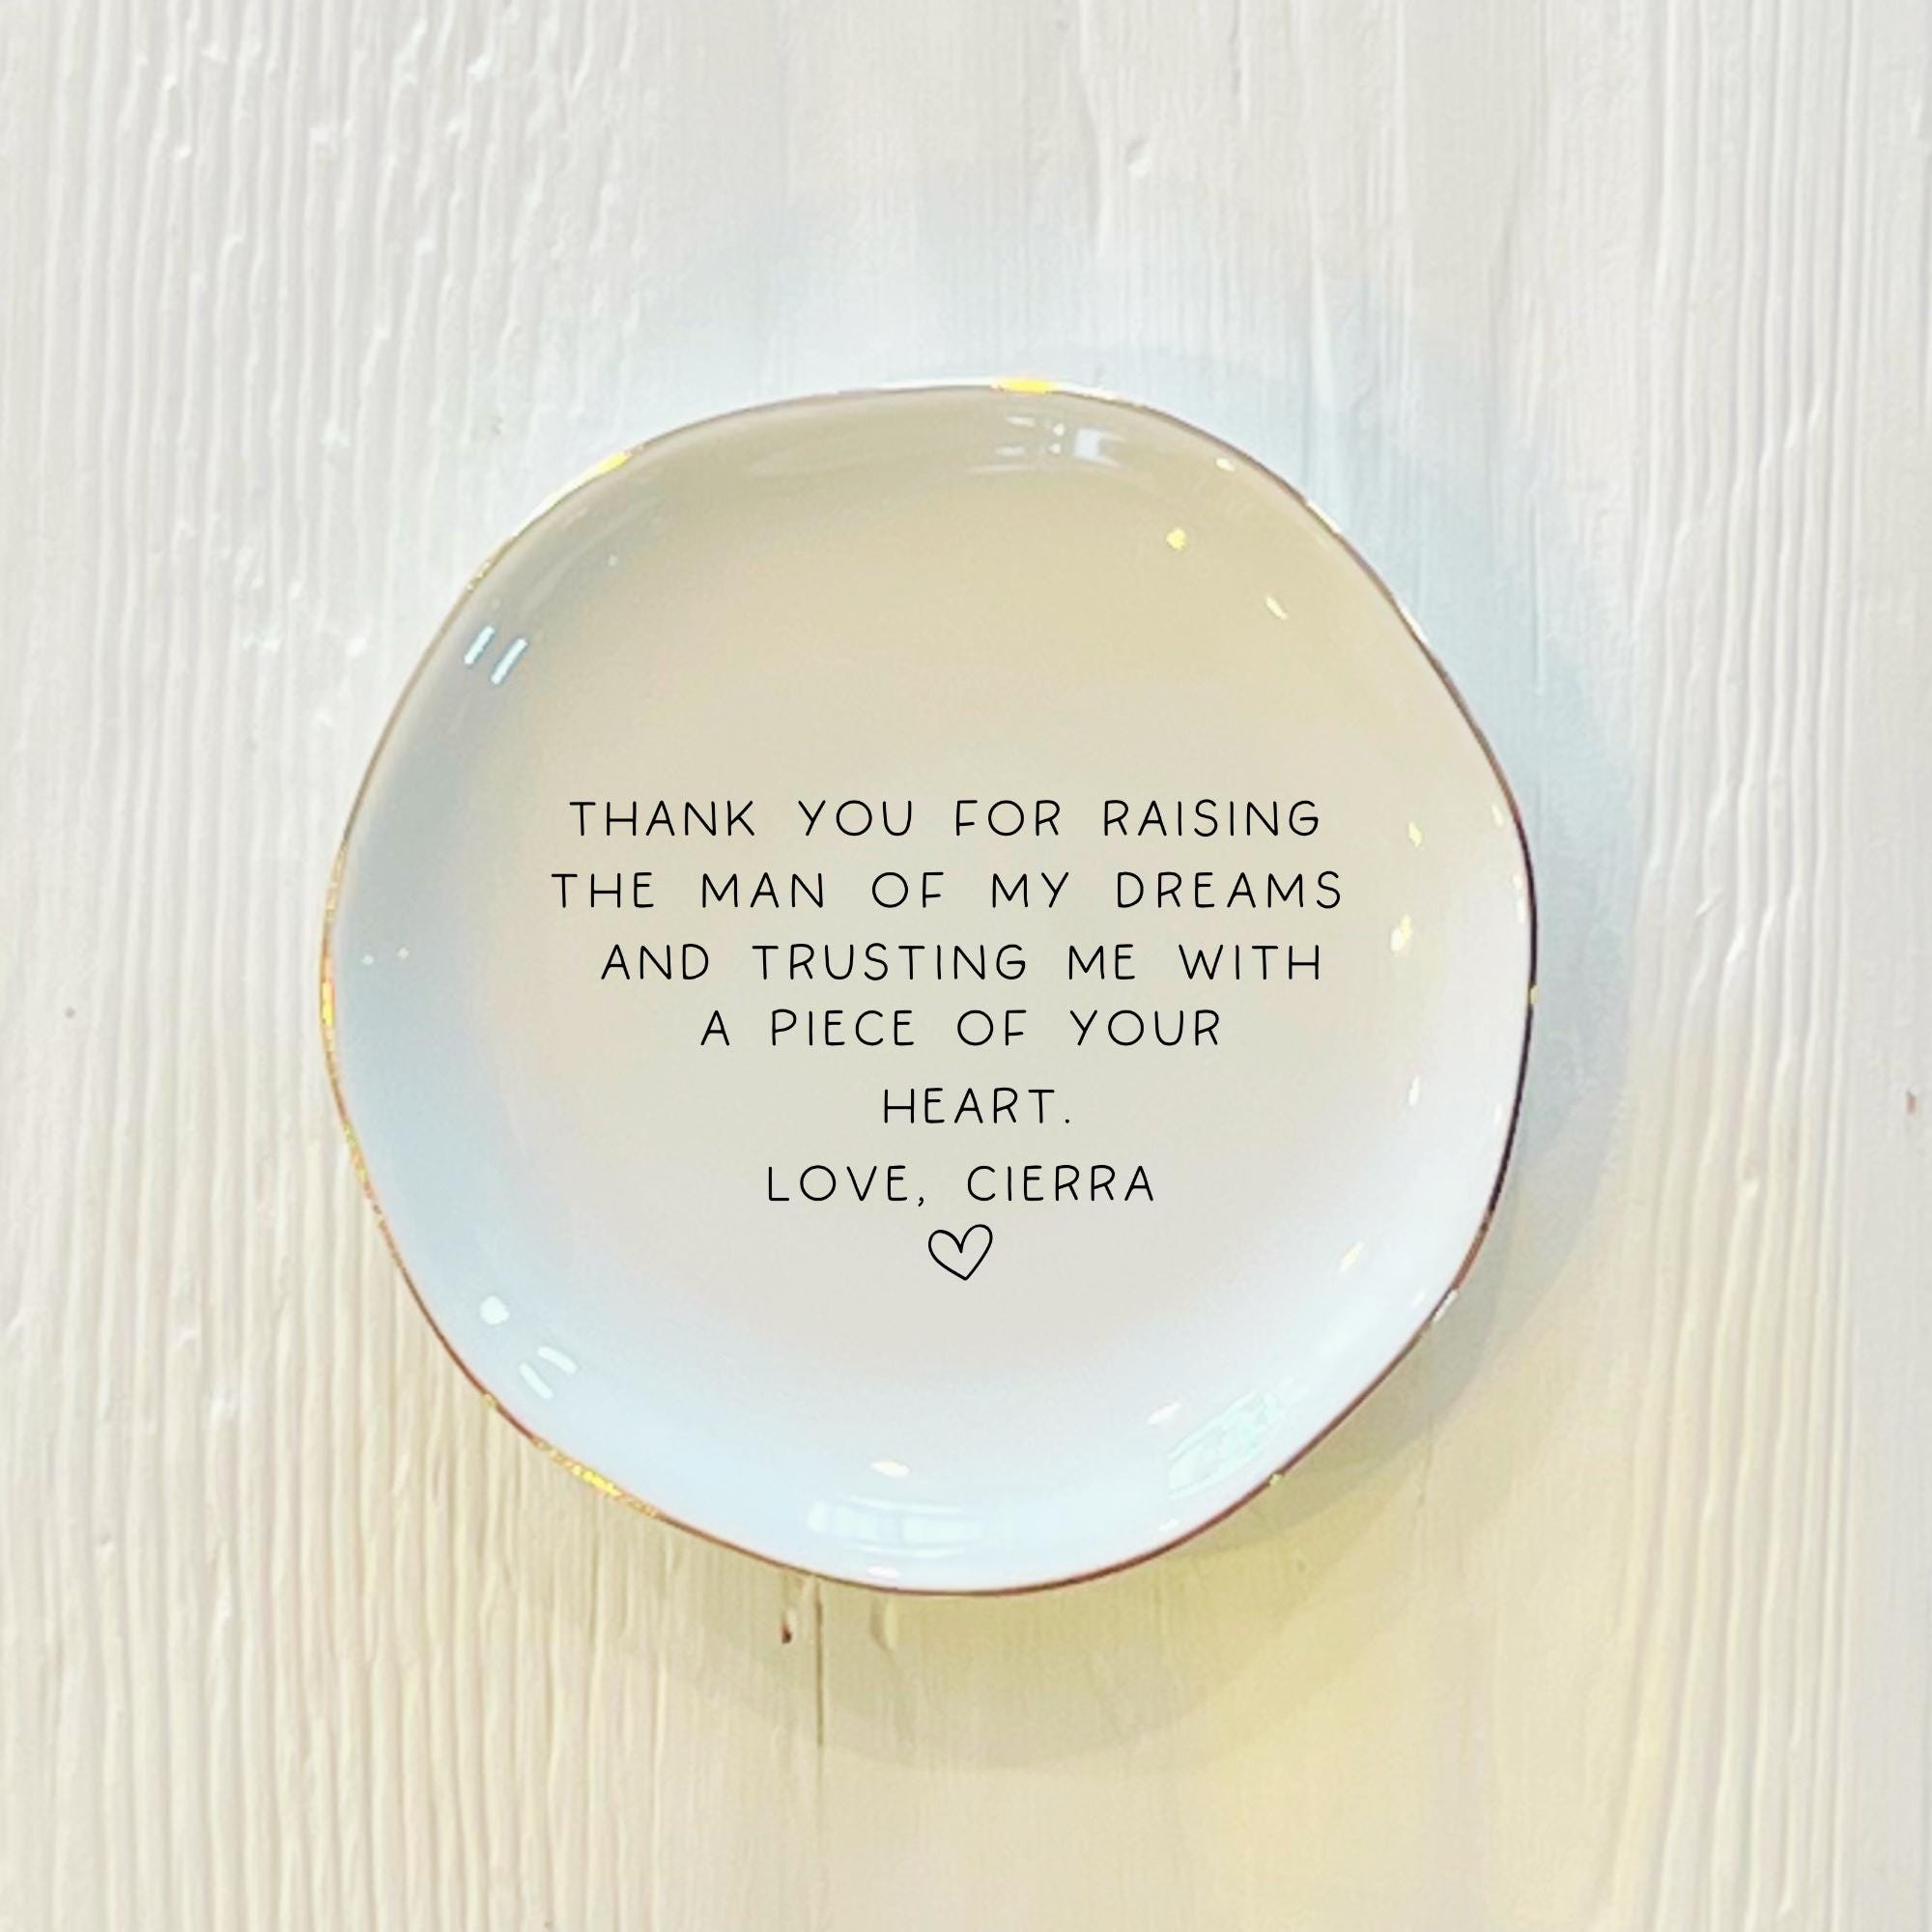 THANK YOU FOR RAISING
THE MAN OF MY DREAMS
AND TRUSTING ME WITH
A PIECE OF YOUR
HEART.
LOVE, CIERRA